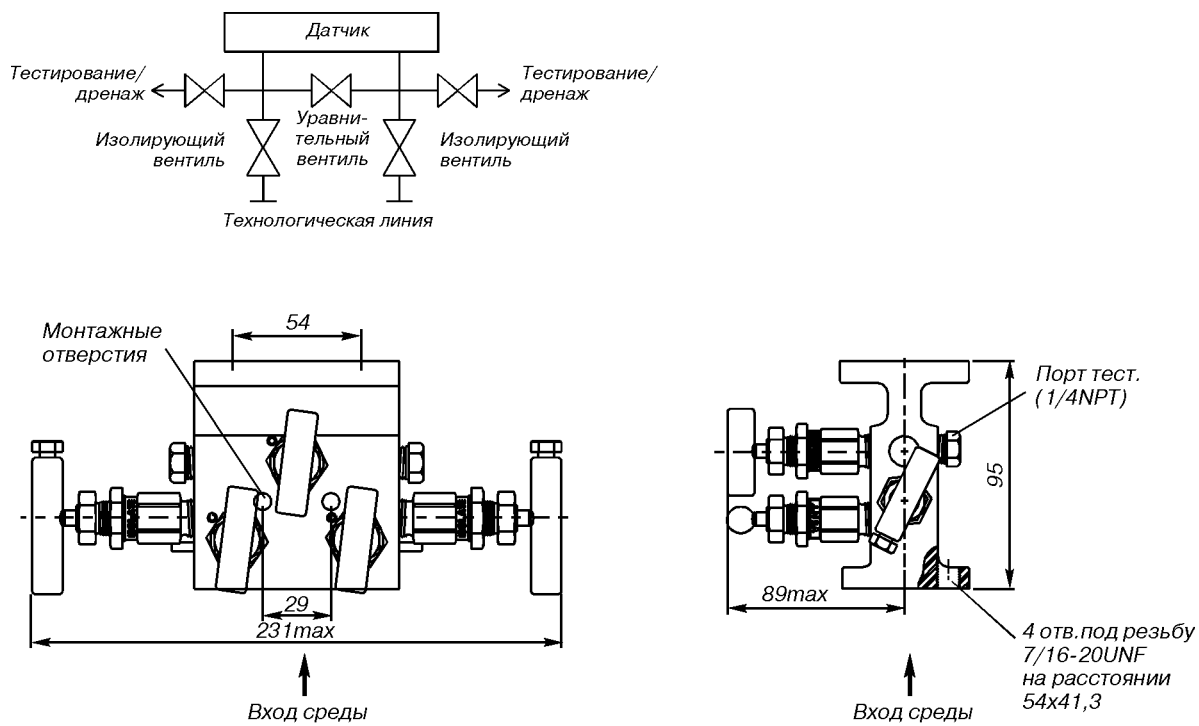 Датчик
Тестирование/
дренаж
Тестирование/
дренаж
Изолирующий
вентиль
Уравни-
тельный
вентиль
Изолирующий
вентиль
Технологическая линия
Монтажные
отверстия
54
29
231max
Вход среды
Порт тест.
(1/4NPT)
95
89max
4 отв.под резьбу
7/16-20UNF
на расстоянии
54x41,3
Вход среды